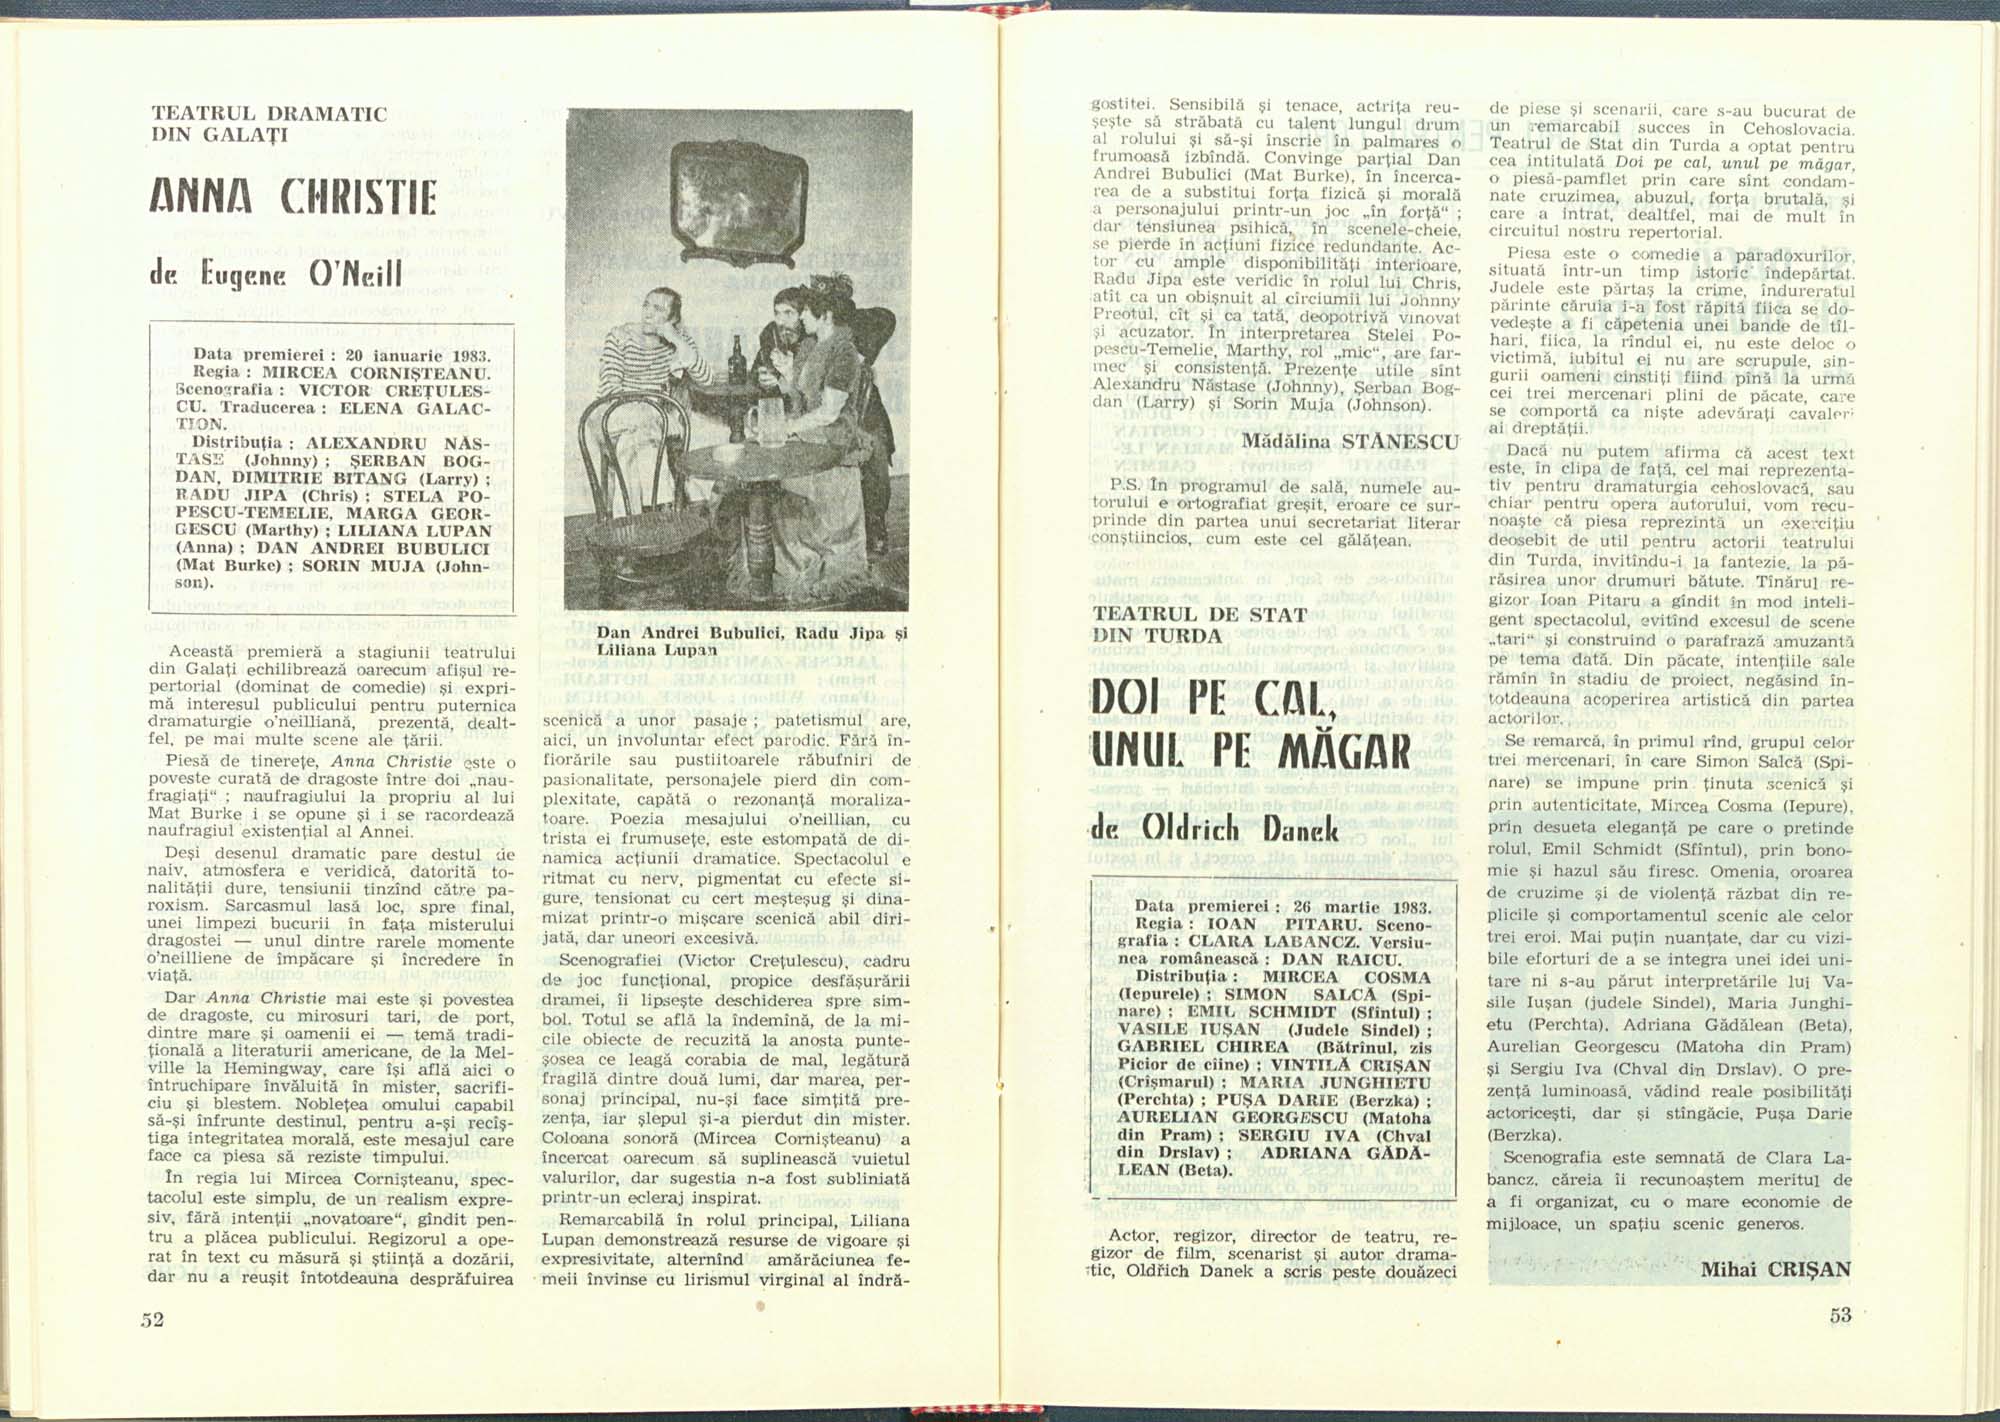 TEATRUL DRAMATIC
DIN GALAȚI
ANNA CHRISTIE
de Eugene O'Neill
Data premierei : 20 ianuarie 1983.
Regia : MIRCEA CORNIȘTEANU.
Scenografia : VICTOR CREȚULES-
CU. Traducerea : ELENA GALAC-
TION.
Distribuția : ALEXANDRU NĂS-
TASE (Johnny) ; ȘERBAN BOG-
DAN, DIMITRIE BITANG (Larry) ;
RADU JIPA (Chris) ; STELA PO-
PESCU-TEMELIE, MARGA GEOR-
GESCU (Marthy) ; LILIANA LUPAN
(Anna) ; DAN ANDREI BUBULICI
(Mat Burke) ; SORIN MUJA (John-
son).
Această premieră a stagiunii teatrului
din Galați echilibrează oarecum afișul re-
pertorial (dominat de comedie) și expri-
mă interesul publicului pentru puternica
dramaturgie o'neilliană, prezentă, dealt-
fel, pe mai multe scene ale țării.
Piesă de tinerețe, Anna Christie este o
poveste curată de dragoste între doi „nau-
fragiați“ ; naufragiului la propriu al lui
Mat Burke i se opune și i se racordează
naufragiul existențial al Annei.
Deși desenul dramatic pare destul de
naiv, atmosfera e veridică, datorită to-
nalității dure, tensiunii tinzînd către pa-
roxism. Sarcasmul lasă loc, spre final,
unei limpezi bucurii în fața misterului
dragostei — unul dintre rarele momente
o'neilliene de împăcare și încredere în
viață.
Dar Anna Christie mai este și povestea
de dragoste, cu mirosuri tari, de port,
dintre mare și oamenii ei — temă tradi-
țională a literaturii americane, de la Mel-
ville la Hemingway, care își află aici o
întruchipare învăluită în mister, sacrifi-
ciu și blestem. Noblețea omului capabil
să-și înfrunte destinul, pentru a-și recîș-
tiga integritatea morală, este mesajul care
face ca piesa să reziste timpului.
În regia lui Mircea Cornișteanu, spec-
tacolul este simplu, de un realism expre-
siv, fără intenții „novatoare“, gîndit pen-
tru a plăcea publicului. Regizorul a ope-
rat în text cu măsură și știință a dozării,
dar nu a reușit întotdeauna desprăfuirea
52
Dan Andrei Bubulici, Radu Jipa și
Liliana Lupan
scenică a unor pasaje ; patetismul are,
aici, un involuntar efect parodic. Fără în-
fiorările sau pustiitoarele răbufniri de
pasionalitate, personajele pierd din com-
plexitate, capătă o rezonanță moraliza-
toare. Poezia mesajului o'neillian, cu
trista ei frumusețe, este estompată de di-
namica acțiunii dramatice. Spectacolul e
ritmat cu nerv, pigmentat cu efecte si-
gure, tensionat cu cert meșteșug și dina-
mizat printr-o mișcare scenică abil diri-
jată, dar uneori excesivă.
Scenografiei (Victor Crețulescu), cadru
de joc funcțional, propice desfășurării
dramei, îi lipsește deschiderea spre sim-
bol. Totul se află la îndemînă, de la mi-
cile obiecte de recuzită la anosta punte-
șosea ce leagă corabia de mal, legătură
fragilă dintre două lumi, dar marea, per-
sonaj principal, nu-și face simțită pre-
zența, iar șlepul și-a pierdut din mister.
Coloana sonoră (Mircea Cornișteanu) a
încercat oarecum să suplinească vuietul
valurilor, dar sugestia n-a fost subliniată
printr-un ecleraj inspirat.
Remarcabilă în rolul principal, Liliana
Lupan demonstrează resurse de vigoare și
expresivitate, alternînd amărăciunea fe-
meii învinse cu lirismul virginal al îndră-
gostitei. Sensibilă și tenace, actrița reu-
șește să străbată cu talent lungul drum
al rolului și să-și înscrie în palmares o
frumoasă izbîndă. Convinge parțial Dan
Andrei Bubulici (Mat Burke), în încerca-
rea de a substitui forța fizică și morală
a personajului printr-un joc „în forță“ ;
dar tensiunea psihică, în scenele-cheie,
se pierde în acțiuni fizice redundante. Ac-
tor cu ample disponibilități interioare,
Radu Jipa este veridic în rolul lui Chris,
atît ca un obișnuit al circiumii lui Johnny
Preotul, cît și ca tată, deopotrivă vinovat
și acuzator. În interpretarea Stelei Po-
pescu-Temelie, Marthy, rol „mic“, are far-
mec și consistență. Prezențe utile sînt
Alexandru Năstase (Johnny), Șerban Bog-
dan (Larry) și Sorin Muja (Johnson).
Mădălina STĂNESCU
P.S. În programul de sală, numele au-
torului e ortografiat greșit, eroare ce sur-
prinde din partea unui secretariat literar
conștiincios, cum este cel gălățean.
TEATRUL DE STAT
DIN TURDA
DOI PE CAL,
UNUL PE MĂGAR
de Oldrich Danek
Data premierei : 26 martie 1983.
Regia : IOAN PITARU. Sceno-
grafia : CLARA LABANCZ. Versiu-
nea românească : DAN RAICU.
Distribuția : MIRCEA COSMA
(Iepurele) ; SIMON SALCĂ (Spi-
nare) ; EMIL SCHMIDT (Sfîntul) ;
VASILE IUȘAN (Judele Sindel) ;
GABRIEL CHIREA (Bătrînul, zis
Picior de cîine) ; VINTILĂ CRIȘAN
(Crîșmarul) ; MARIA JUNGHIETU
(Perchta) ; PUȘA DARIE (Berzka) ;
AURELIAN GEORGESCU (Matoha
din Pram) ; SERGIU IVA (Chval
din Drslav) ; ADRIANA GĂDĂ-
LEAN (Beta).
Actor, regizor, director de teatru, re-
gizor de film, scenarist și autor drama-
tic, Oldřich Danek a scris peste douăzeci
de piese și scenarii, care s-au bucurat de
un remarcabil succes în Cehoslovacia.
Teatrul de Stat din Turda a optat pentru
cea intitulată Doi pe cal, unul pe măgar,
o piesă-pamflet prin care sînt condam-
nate cruzimea, abuzul, forța brutală, și
care a intrat, dealtfel, mai de mult în
circuitul nostru repertorial.
Piesa este o comedie a paradoxurilor,
situată într-un timp istoric îndepărtat.
Judele este părtaș la crime, înduratul
părinte căruia i-a fost răpită fiica se do-
vedește a fi căpetenia unei bande de tîl-
hari, fiica, la rîndul ei, nu este deloc o
victimă, iubitul ei nu are scrupule, sin-
gurii oameni cinstiți fiind pînă la urmă
cei trei mercenari plini de păcate, care
se comportă ca niște adevărați cavaleri
ai dreptății.
Dacă nu putem afirma că acest text
este, în clipa de față, cel mai reprezenta-
tiv pentru dramaturgia cehoslovacă, sau
chiar pentru opera autorului, vom recu-
noaște că piesa reprezintă un exercițiu
deosebit de util pentru actorii teatrului
din Turda, invitîndu-i la fantezie, la pă-
răsirea unor drumuri bătute. Tînărul re-
gizor Ioan Pitaru a gîndit în mod inteli-
gent spectacolul, evitînd excesul de scene
„tari“ și construind o parafrază amuzantă
pe tema dată. Din păcate, intențiile sale
rămîn în stadiu de proiect, negăsind în-
totdeauna acoperirea artistică din partea
actorilor.
Se remarcă, în primul rînd, grupul celor
trei mercenari, în care Simon Salcă (Spi-
nare) se impune prin ținuta scenică și
prin autenticitate, Mircea Cosma (Iepure),
prin desueta eleganță pe care o pretinde
rolul, Emil Schmidt (Sfîntul), prin bono-
mie și hazul său firesc. Omenia, oroarea
de cruzime și de violență răzbat din re-
plicile și comportamentul scenic ale celor
trei eroi. Mai puțin nuanțate, dar cu vizi-
bile eforturi de a se integra unei idei uni-
tare ni s-au părut interpretările lui Va-
sile Iușan (judele Sindel), Maria Junghi-
etu (Perchta), Adriana Gădălean (Beta),
Aurelian Georgescu (Matoha din Pram)
și Sergiu Iva (Chval din Drslav). O pre-
zență luminoasă, vădind reale posibilități
actoricești, dar și stîngăcie, Pușa Darie
(Berzka).
Scenografia este semnată de Clara La-
bancz, căreia îi recunoaștem meritul de
a fi organizat, cu o mare economie de
mijloace, un spațiu scenic generos.
Mihai CRIȘAN
53